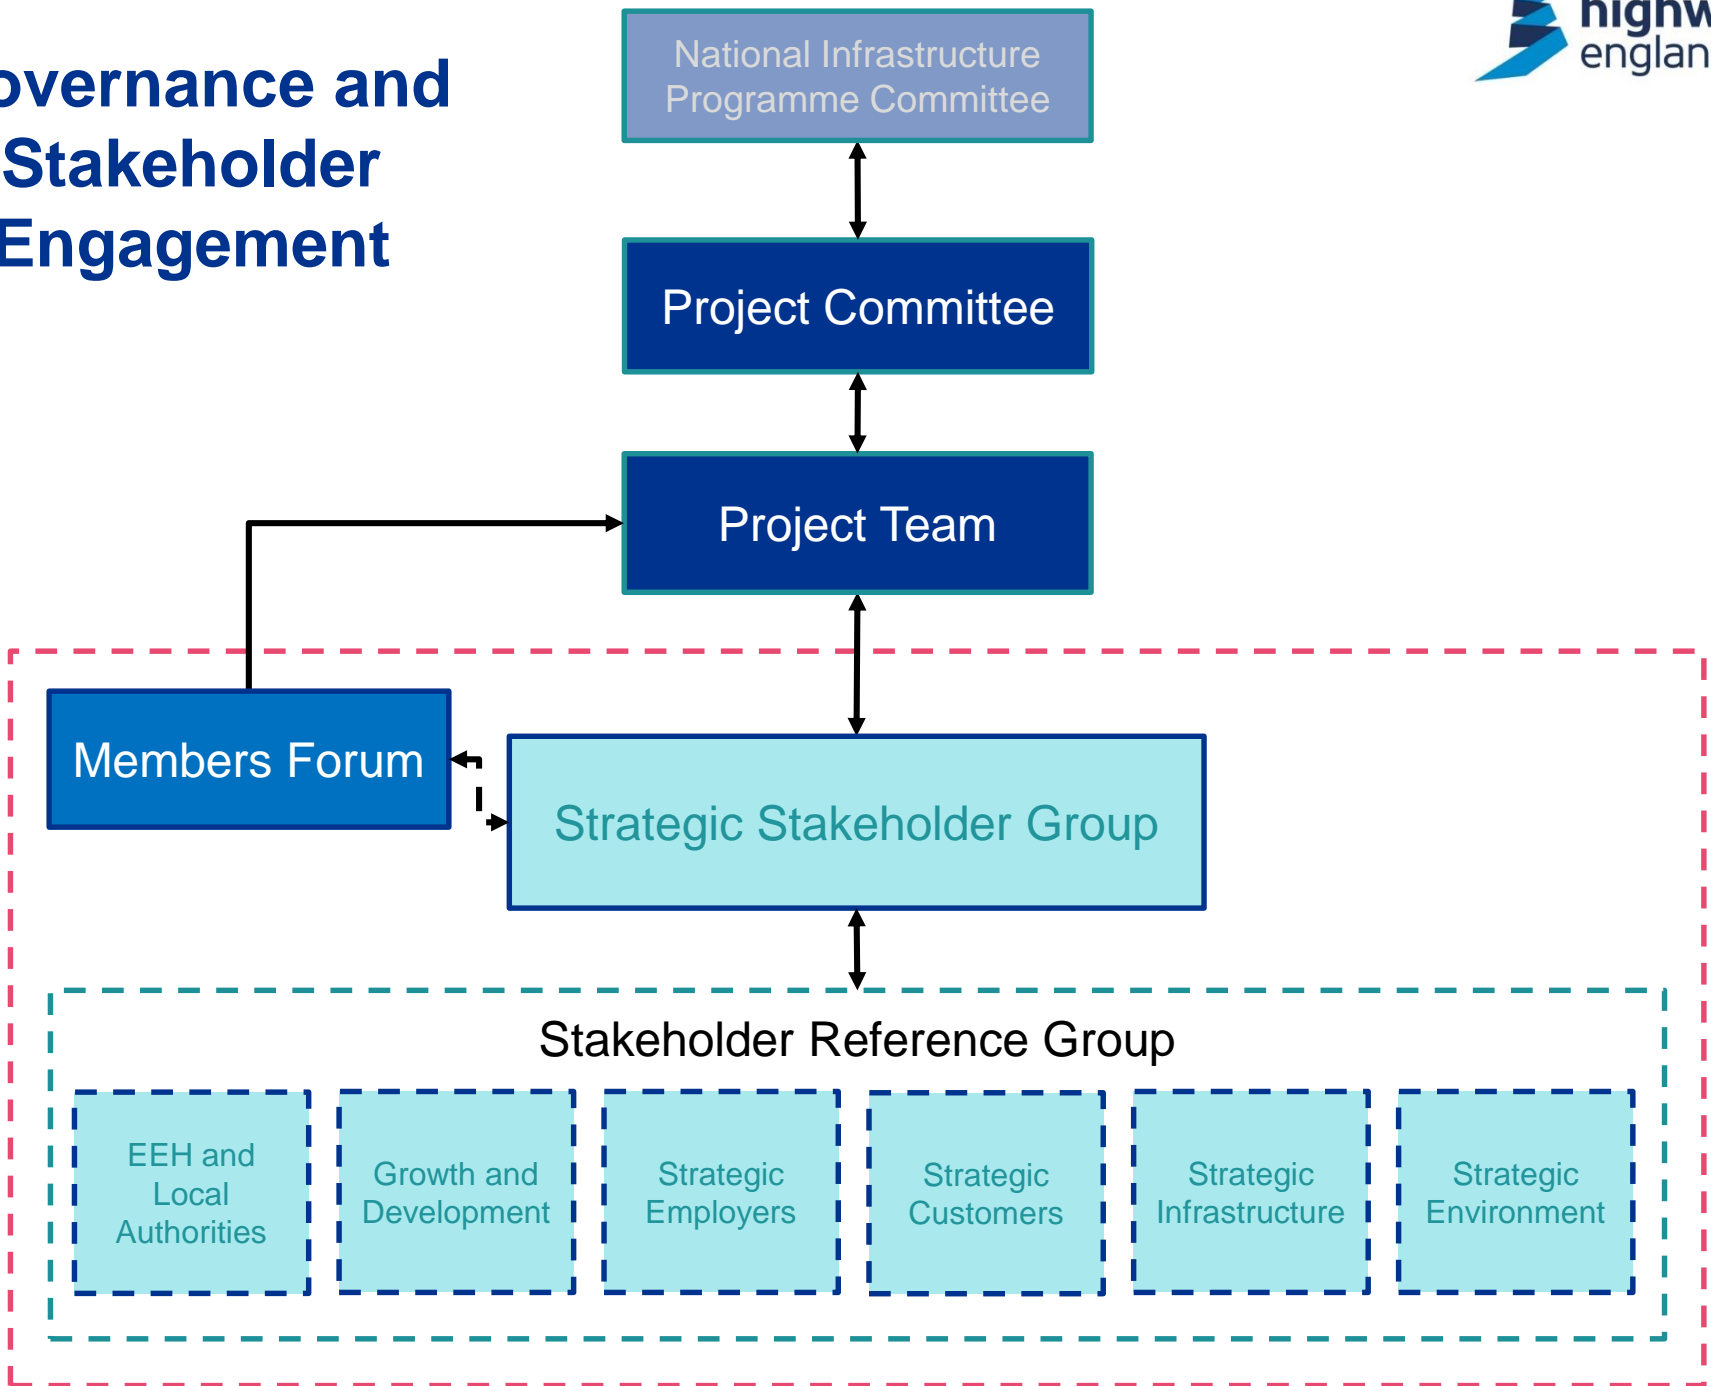 overnance and
Stakeholder
Engagement
National Infrastructure
Programme Committee
highw
englan
Project Committee
Project Team
Members Forum
Strategic Stakeholder Group
Stakeholder Reference Group
EEH and
Local
Authorities
Growth and
Development
Strategic
Employers
Strategic
Customers
Strategic
Infrastructure
Strategic
Environment